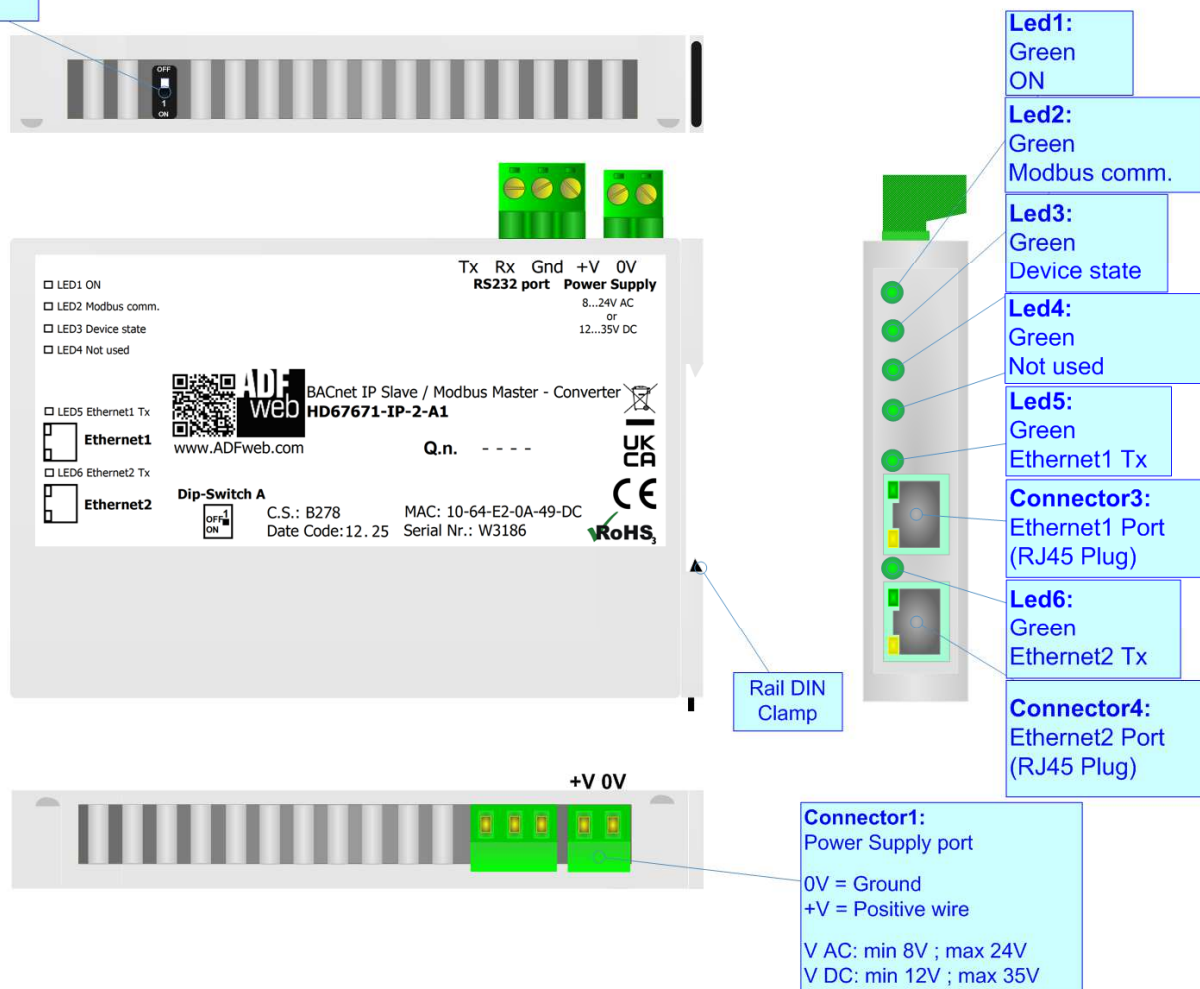 OFF
1
ON
Led1:
Green
ON
Led2:
Green
Modbus comm.
Led3:
Green
Device state
Led4:
Green
Not used
Led5:
Green
Ethernet1 Tx
Connector3:
Ethernet1 Port
(RJ45 Plug)
Led6:
Green
Ethernet2 Tx
Connector4:
Ethernet2 Port
(RJ45 Plug)
Tx Rx Gnd +V 0V
RS232 port Power Supply
8...24V AC
or
12...35V DC
LED1 ON
LED2 Modbus comm.
LED3 Device state
LED4 Not used
ADF
web
BACnet IP Slave / Modbus Master - Converter
HD67671-IP-2-A1
www.ADFweb.com
Q.n. - - - -
LED5 Ethernet1 Tx
Ethernet1
LED6 Ethernet2 Tx
Ethernet2
Dip-Switch A
OFF 1
ON
C.S.: B278
Date Code:12. 25
MAC: 10-64-E2-0A-49-DC
Serial Nr.: W3186
UK
CA
CE
RoHS3
Rail DIN
Clamp
+V 0V
Connector1:
Power Supply port
0V = Ground
+V = Positive wire
V AC: min 8V ; max 24V
V DC: min 12V ; max 35V